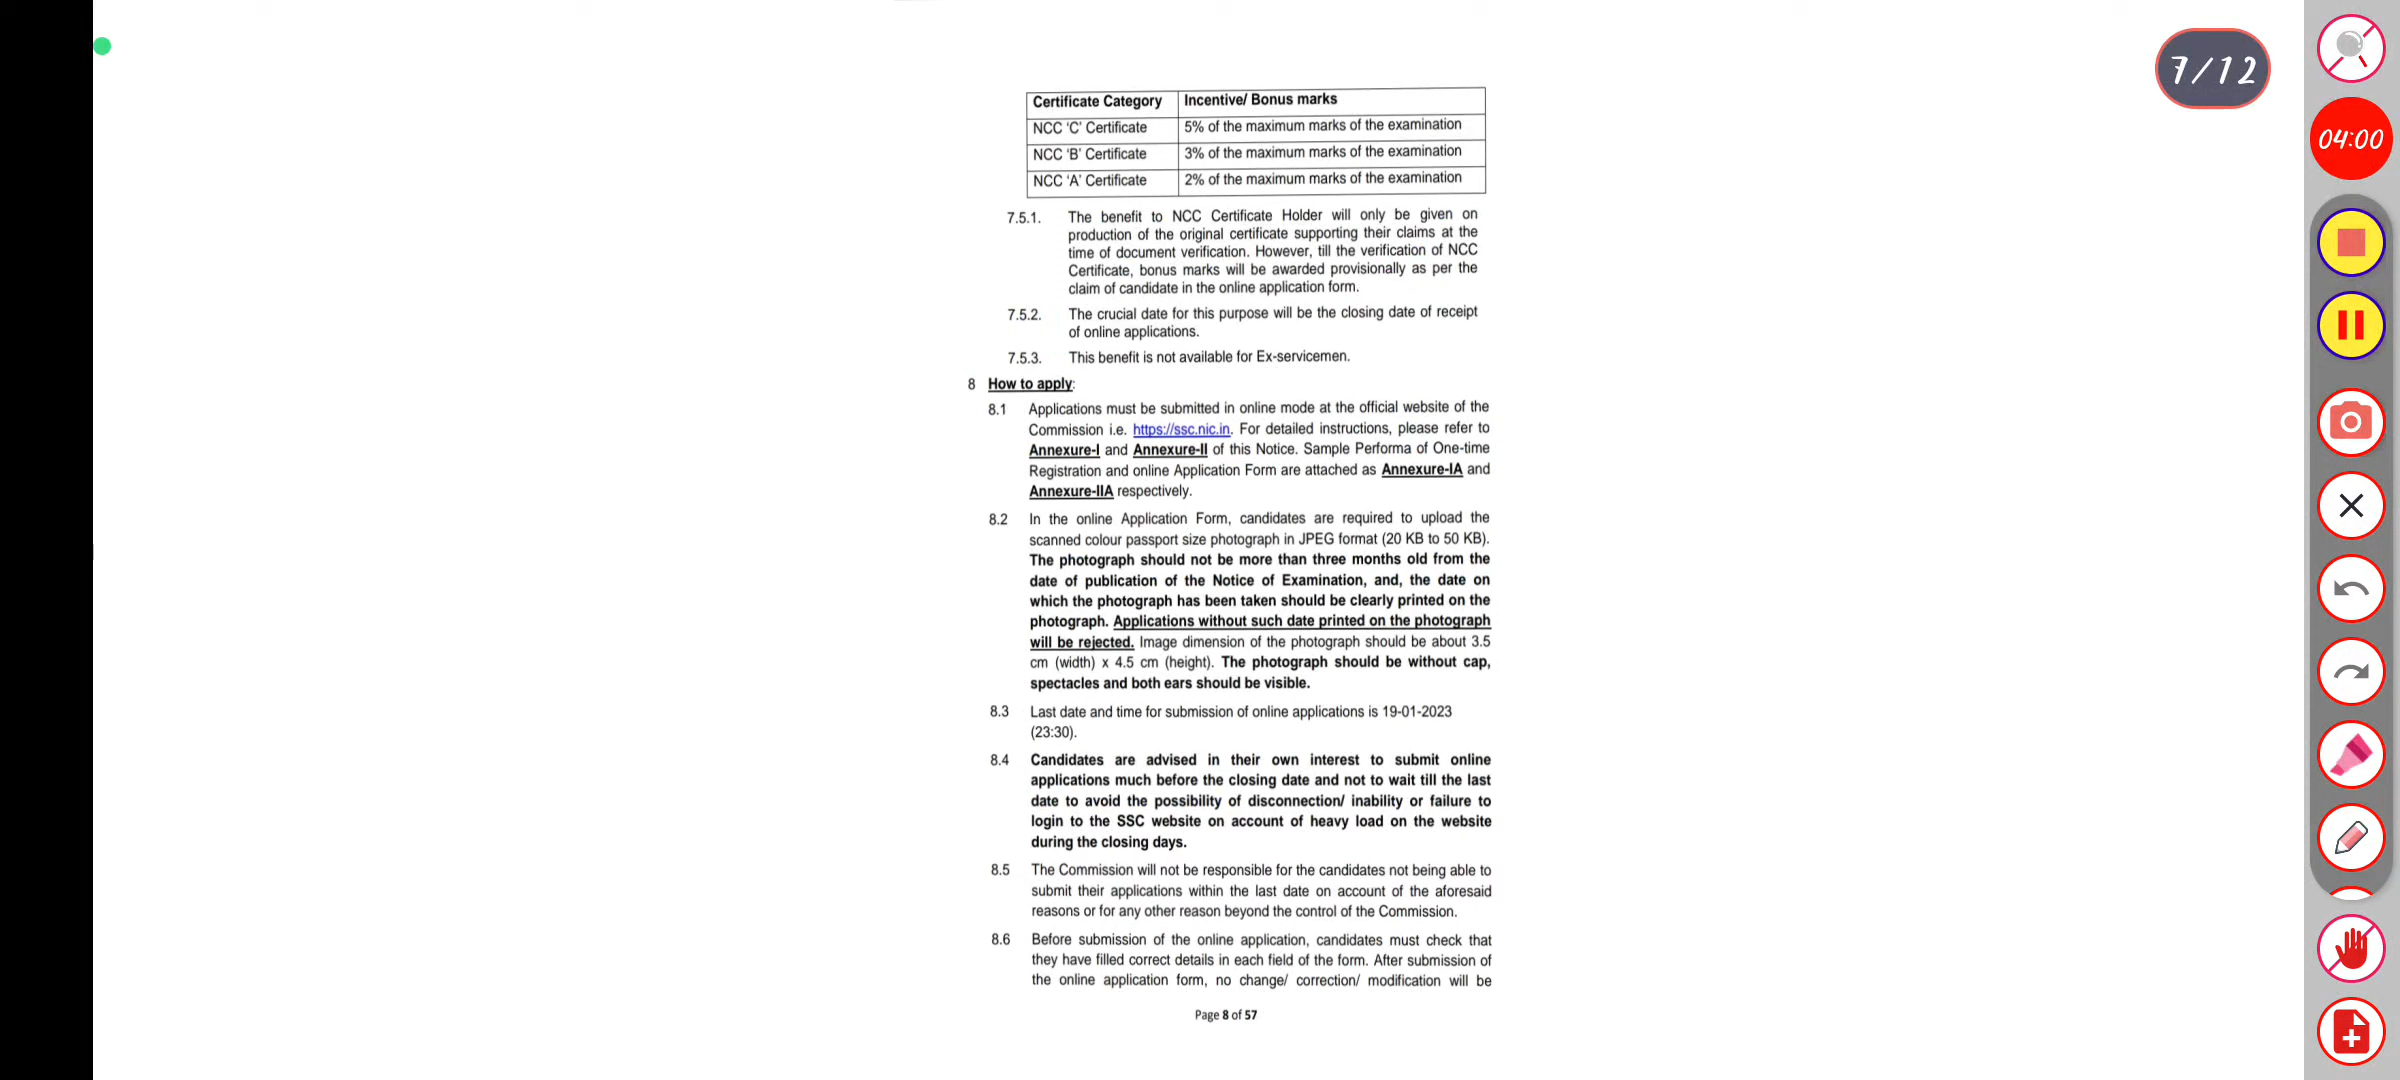 7/12
04:00
Certificate Category Incentive/ Bonus marks
NCC 'C' Certificate 5% of the maximum marks of the examination
NCC 'B' Certificate 3% of the maximum marks of the examination
NCC 'A' Certificate 2% of the maximum marks of the examination
7.5.1. The benefit to NCC Certificate Holder will only be given on
production of the original certificate supporting their claims at the
time of document verification. However, till the verification of NCC
Certificate, bonus marks will be awarded provisionally as per the
claim of candidate in the online application form.
7.5.2. The crucial date for this purpose will be the closing date of receipt
of online applications.
7.5.3. This benefit is not available for Ex-servicemen.
8 How to apply:
8.1 Applications must be submitted in online mode at the official website of the
Commission i.e. https://ssc.nic.in. For detailed instructions, please refer to
Annexure-I and Annexure-II of this Notice. Sample Performa of One-time
Registration and online Application Form are attached as Annexure-IA and
Annexure-IIA respectively.
8.2 In the online Application Form, candidates are required to upload the
scanned colour passport size photograph in JPEG format (20 KB to 50 KB).
The photograph should not be more than three months old from the
date of publication of the Notice of Examination, and, the date on
which the photograph has been taken should be clearly printed on the
photograph. Applications without such date printed on the photograph
will be rejected. Image dimension of the photograph should be about 3.5
cm (width) x 4.5 cm (height). The photograph should be without cap,
spectacles and both ears should be visible.
8.3 Last date and time for submission of online applications is 19-01-2023
(23:30).
8.4 Candidates are advised in their own interest to submit online
applications much before the closing date and not to wait till the last
date to avoid the possibility of disconnection/ inability or failure to
login to the SSC website on account of heavy load on the website
during the closing days.
8.5 The Commission will not be responsible for the candidates not being able to
submit their applications within the last date on account of the aforesaid
reasons or for any other reason beyond the control of the Commission.
8.6 Before submission of the online application, candidates must check that
they have filled correct details in each field of the form. After submission of
the online application form, no change/ correction/ modification will be
Page 8 of 57